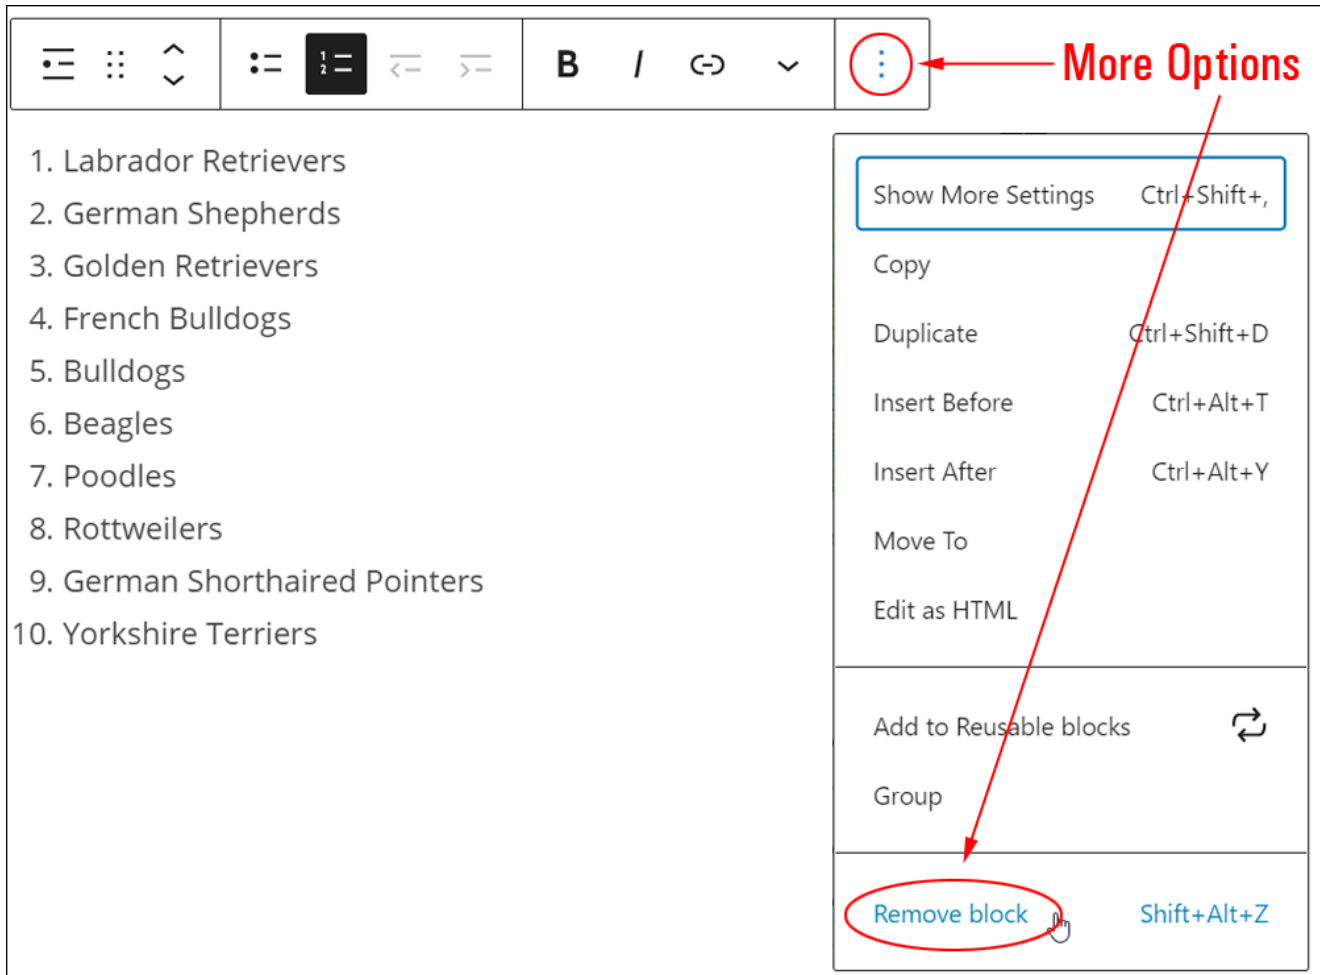 B I
More Options
1. Labrador Retrievers
2. German Shepherds
3. Golden Retrievers
4. French Bulldogs
5. Bulldogs
6. Beagles
7. Poodles
8. Rottweilers
9. German Shorthaired Pointers
10. Yorkshire Terriers
Show More Settings Ctrl+Shift+,
Copy
Duplicate Ctrl+Shift+D
Insert Before Ctrl+Alt+T
Insert After Ctrl+Alt+Y
Move To
Edit as HTML
Add to Reusable blocks
Group
Remove block Shift+Alt+Z